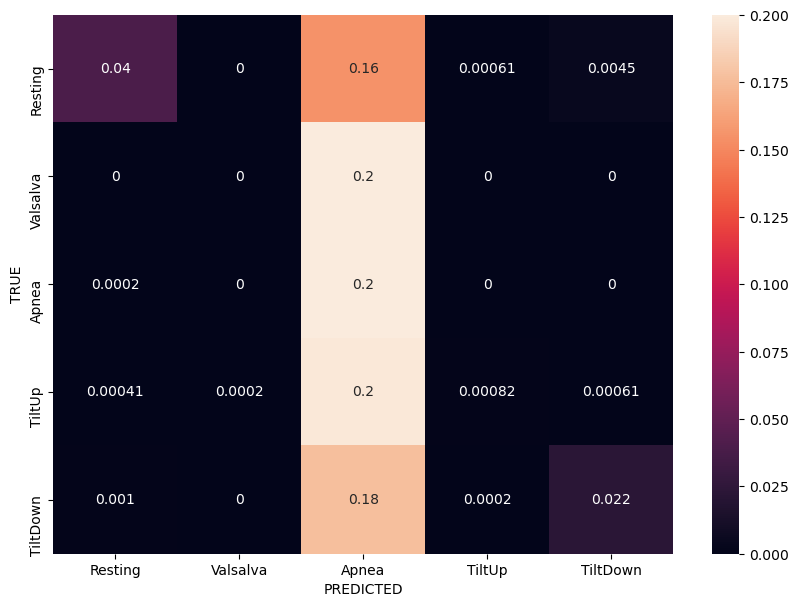 TRUE
Resting
0.04 0 0.16 0.00061 0.0045
Valsalva
0 0 0.2 0 0
Apnea
0.0002 0 0.2 0 0
TiltUp
0.00041 0.0002 0.2 0.00082 0.00061
TiltDown
0.001 0 0.18 0.0002 0.022
Resting Valsalva Apnea TiltUp TiltDown
PREDICTED
0.200
0.175
0.150
0.125
0.100
0.075
0.050
0.025
0.000